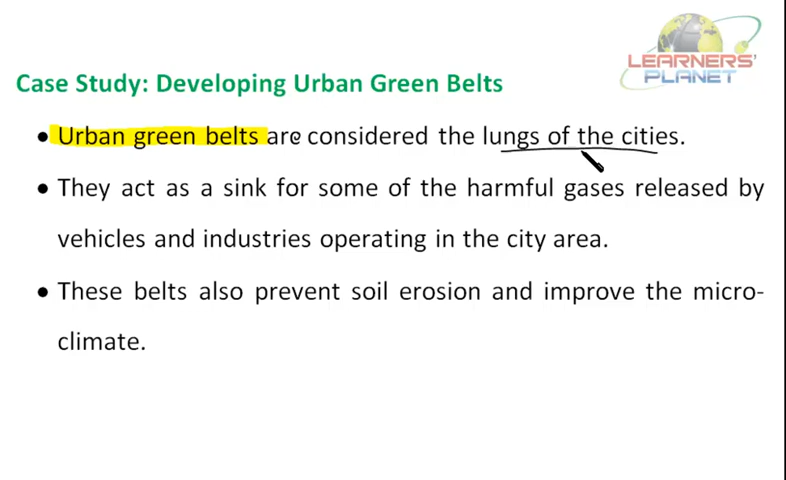 LEARNERS'
PLANET
Case Study: Developing Urban Green Belts
• Urban green belts are considered the lungs of the cities.
• They act as a sink for some of the harmful gases released by
vehicles and industries operating in the city area.
• These belts also prevent soil erosion and improve the micro-
climate.